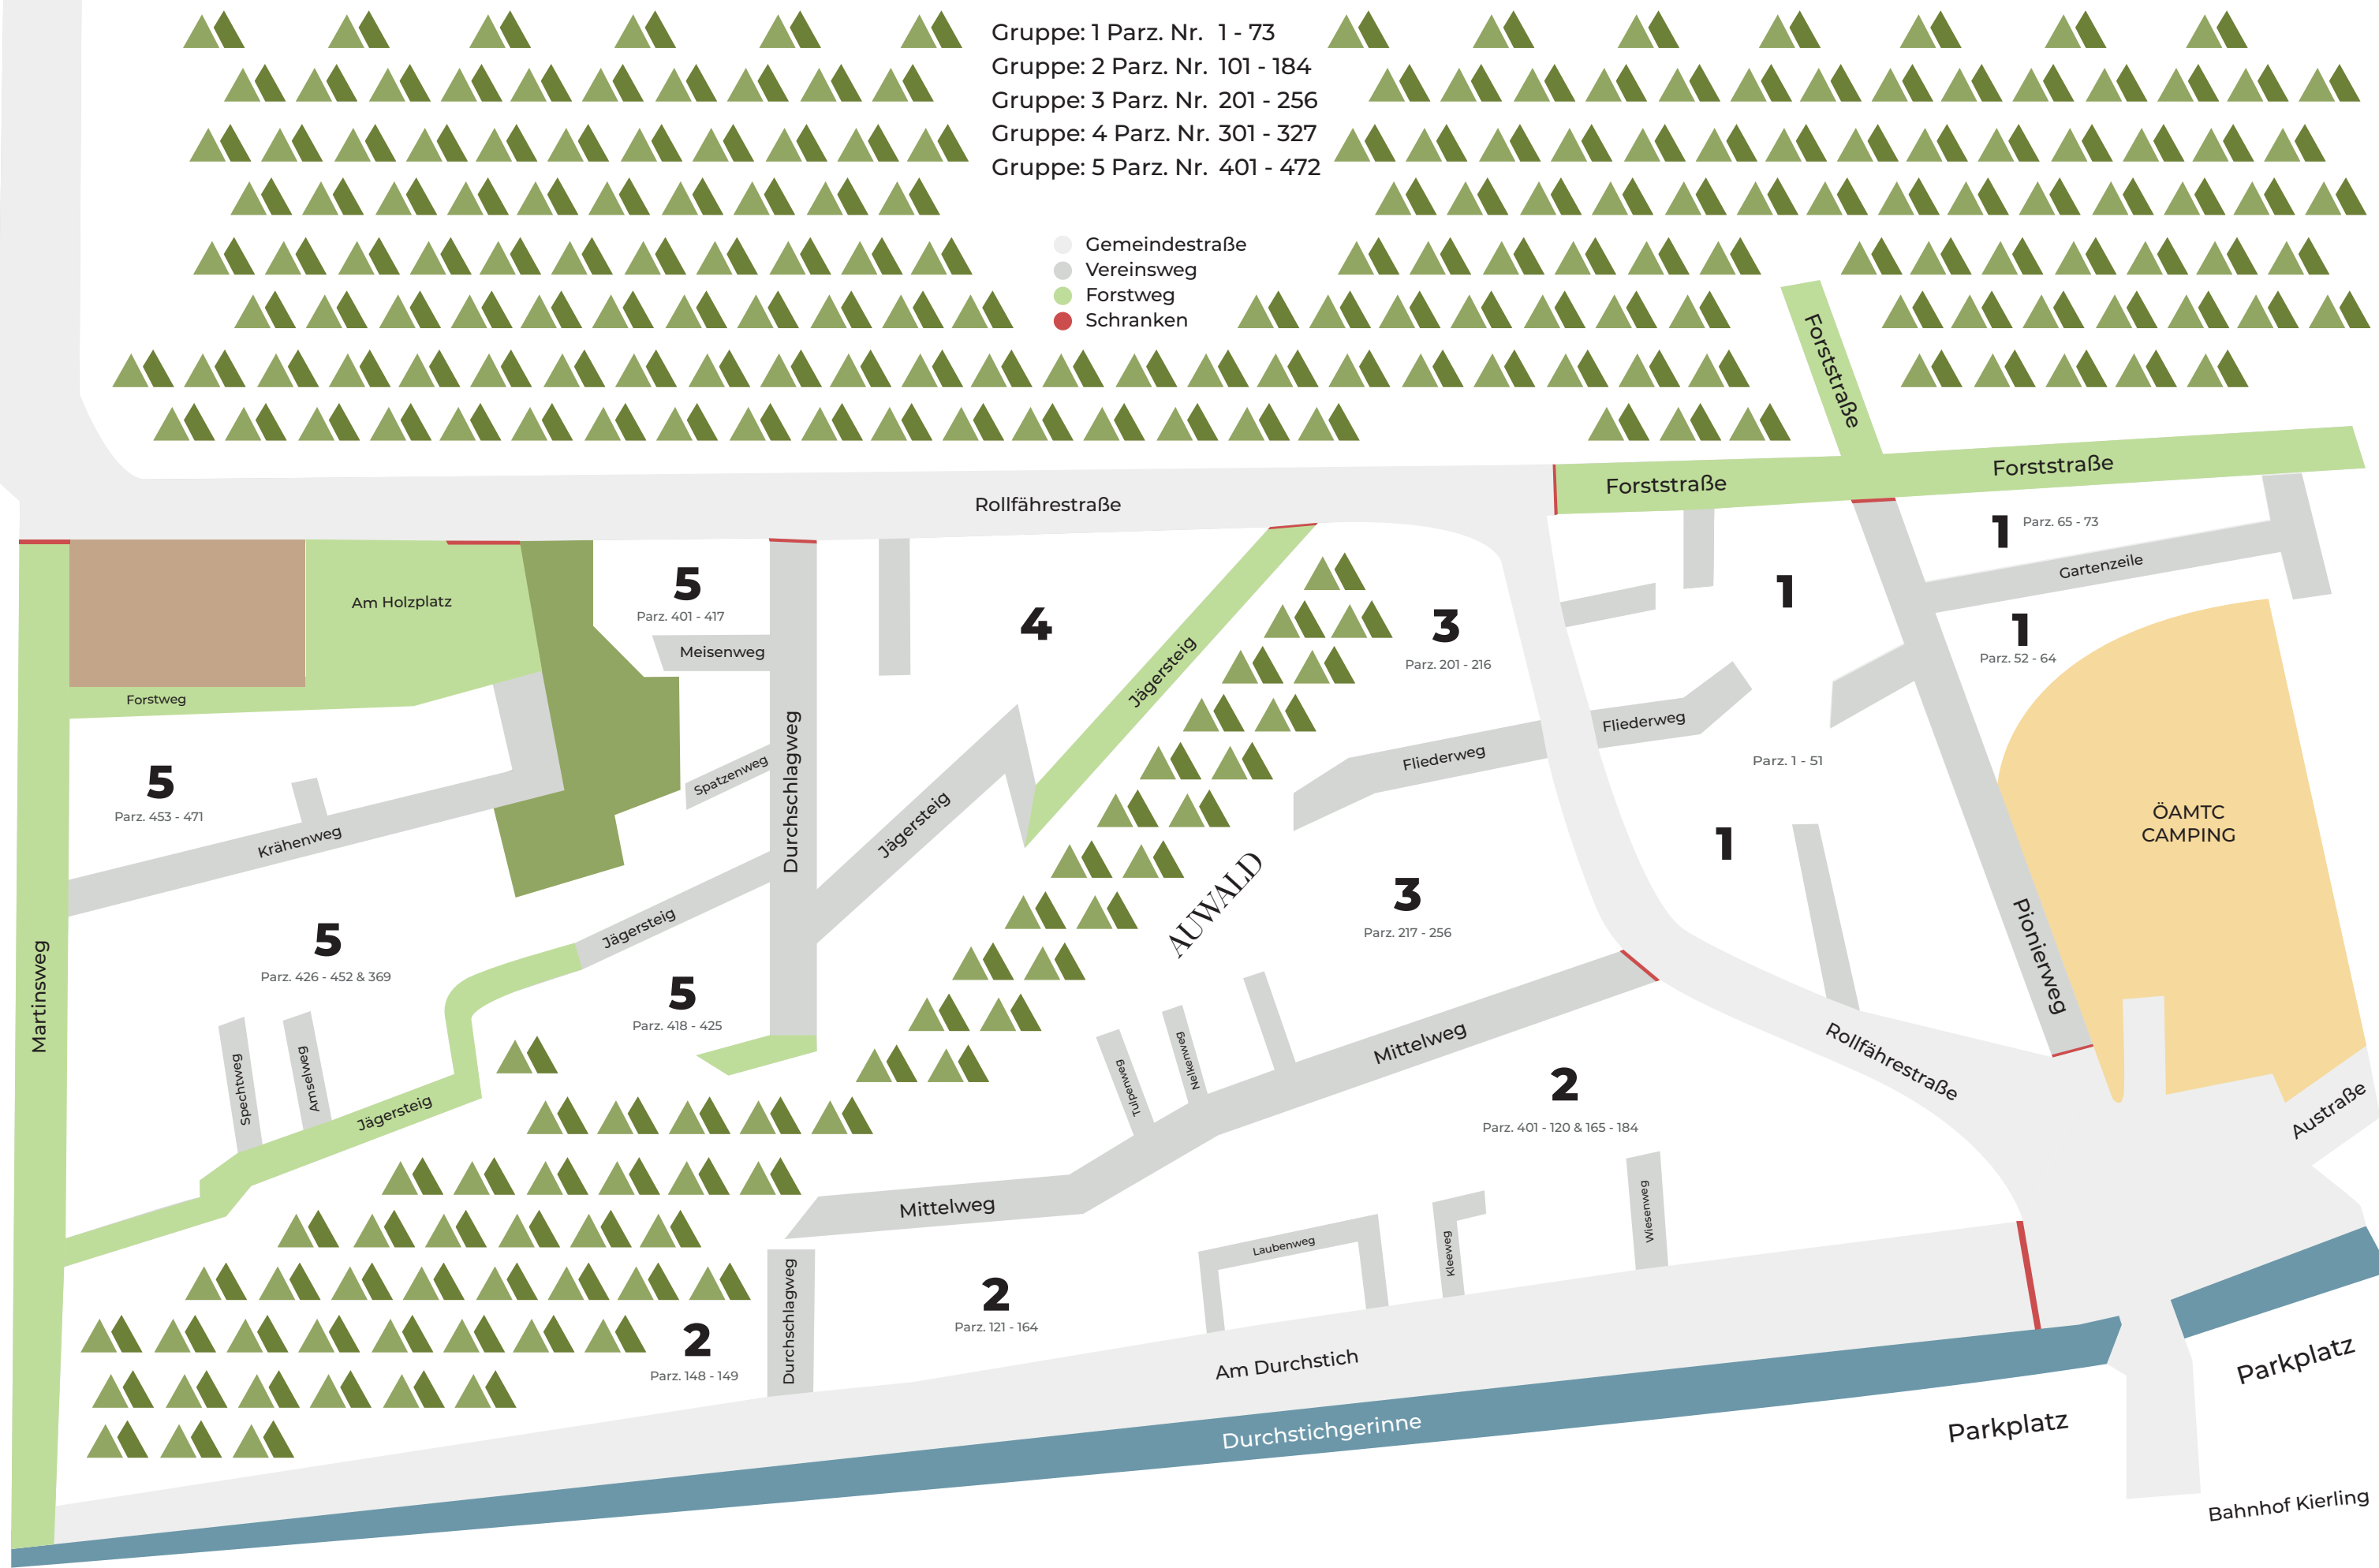 Gruppe: 1 Parz. Nr. 1 - 73
Gruppe: 2 Parz. Nr. 101 - 184
Gruppe: 3 Parz. Nr. 201 - 256
Gruppe: 4 Parz. Nr. 301 - 327
Gruppe: 5 Parz. Nr. 401 - 472
Gemeindestraße
Vereinsweg
Forstweg
Schranken
Forststraße
Forststraße
Forststraße
Rollfährestraße
1 Parz. 65 - 73
Gartenzeile
Am Holzplatz
5
Parz. 401 - 417
Meisenweg
4
Jägersteig
3
Parz. 201 - 216
1
1
Parz. 52 - 64
Forstweg
Fliederweg
Fliederweg
Parz. 1 - 51
5
Parz. 453 - 471
Krähenweg
Spatzenweg
Durchschlagweg
Jägersteig
ÖAMTC
CAMPING
1
AUWALD
3
Parz. 217 - 256
Pionierweg
Martinsweg
5
Parz. 426 - 452 & 369
Jägersteig
5
Parz. 418 - 425
Spechtweg
Amselweg
Jägersteig
Tulpenweg
Nelkenweg
Mittelweg
Rollfährestraße
2
Parz. 401 - 120 & 165 - 184
Austraße
Mittelweg
Wiesenweg
Kleeweg
Laubenweg
Durchschlagweg
2
Parz. 121 - 164
2
Parz. 148 - 149
Am Durchstich
Durchstichgerinne
Parkplatz
Parkplatz
Bahnhof Kierling